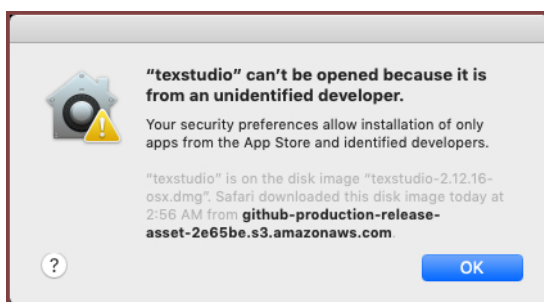 “texstudio” can’t be opened because it is
from an unidentified developer.
Your security preferences allow installation of only
apps from the App Store and identified developers.
“texstudio” is on the disk image “texstudio-2.12.16-
osx.dmg”. Safari downloaded this disk image today at
2:56 AM from github-production-release-
asset-2e65be.s3.amazonaws.com.
?
OK